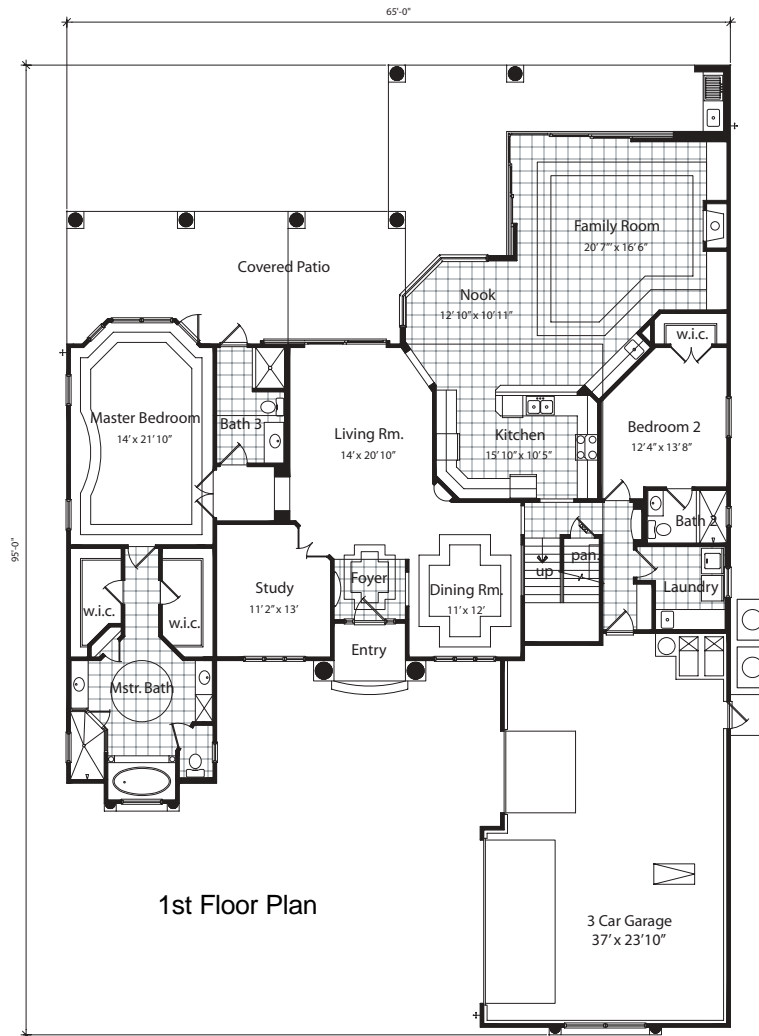 65'-0"
Family Room
20' 7'" x 16' 6"
Covered Patio
Nook
12' 10" x 10' 11"
w.i.c.
Master Bedroom
14' x 21' 10"
Bath 3
Living Rm.
14' x 20' 10"
Kitchen
15' 10" x 10' 5"
Bedroom 2
12' 4" x 13' 8"
Bath 2
95'-0"
w.i.c.
w.i.c.
Study
11' 2" x 13'
Foyer
Dining Rm.
11' x 12'
up
pan.
Laundry
Entry
Mstr. Bath
1st Floor Plan
3 Car Garage
37' x 23'10"